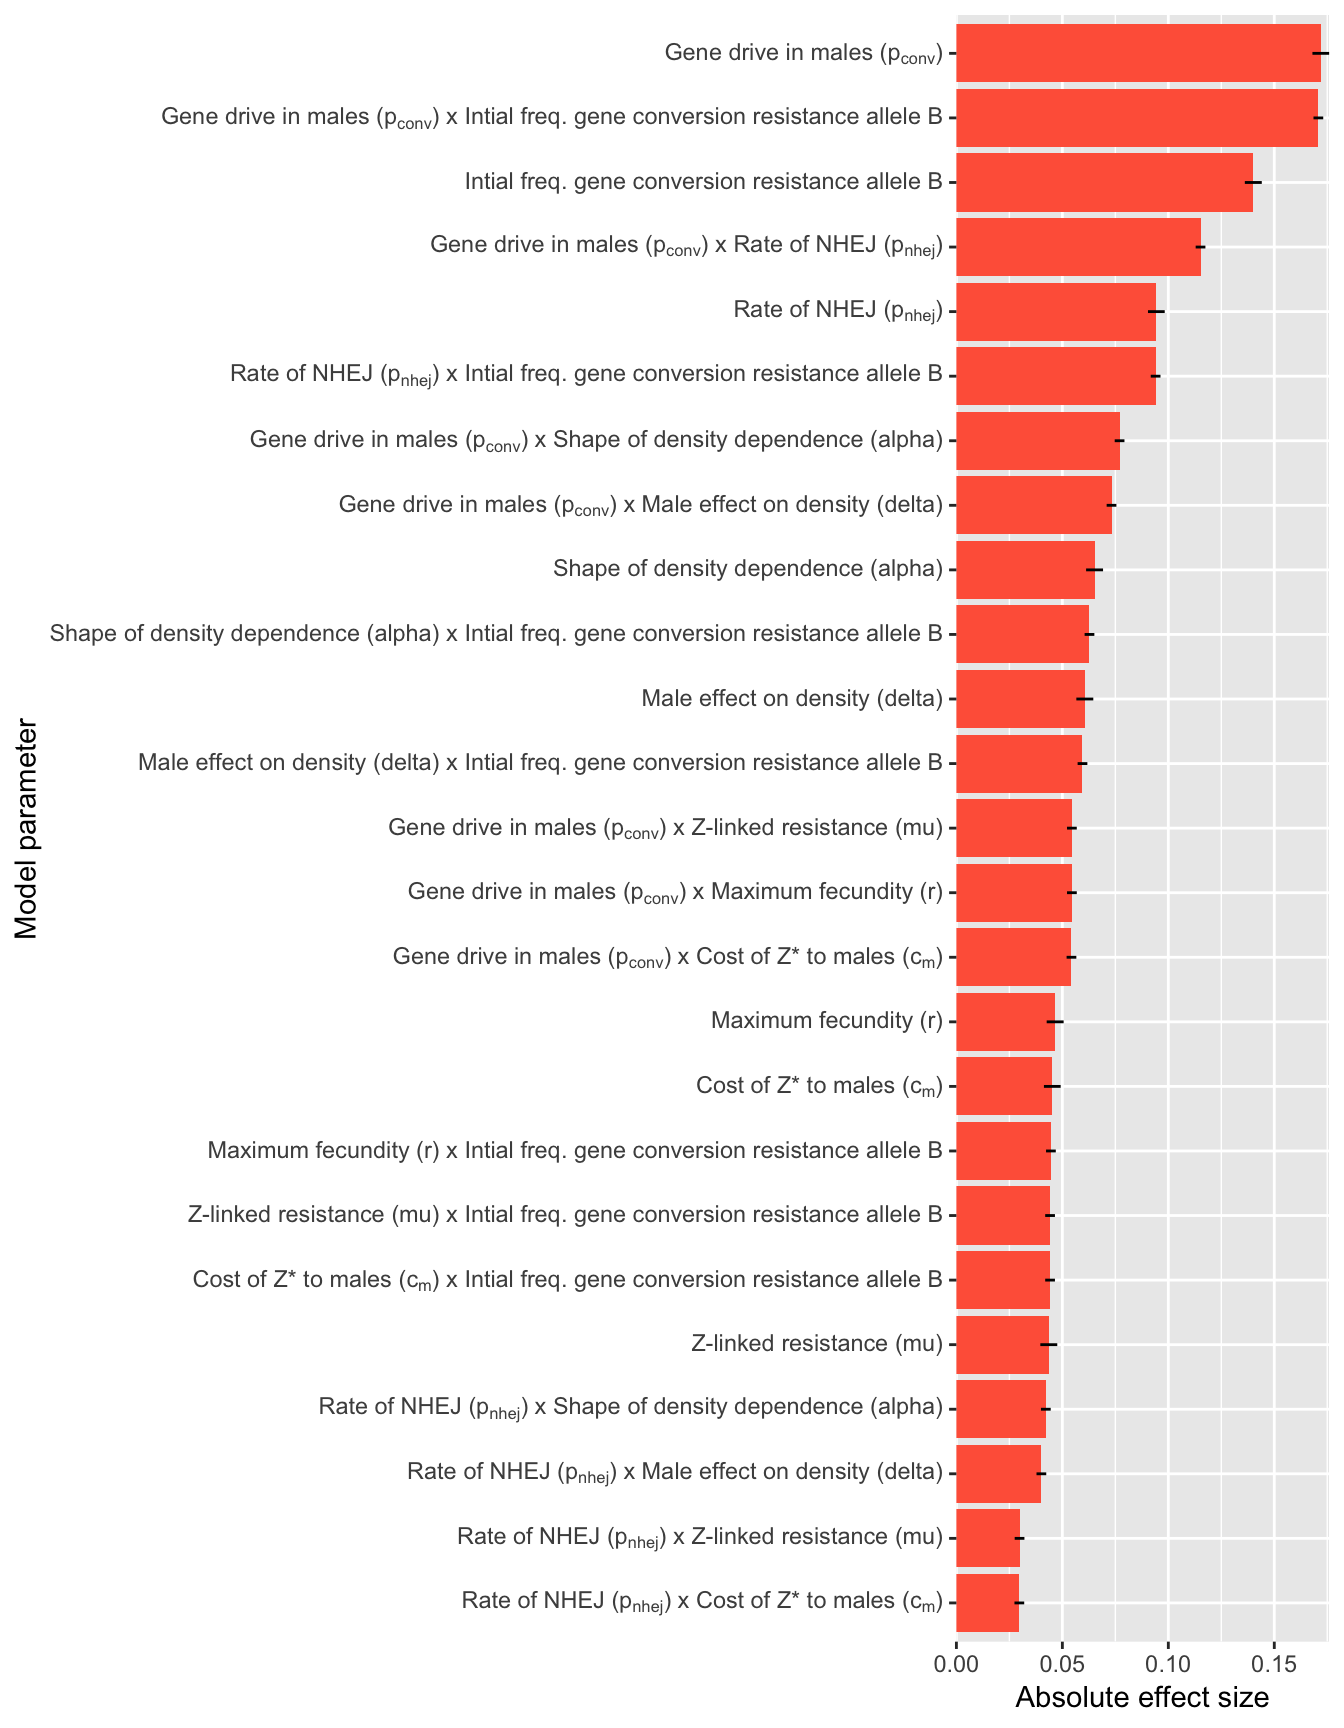 Gene drive in males (pconv)
Gene drive in males (pconv) x Intial freq. gene conversion resistance allele B
Intial freq. gene conversion resistance allele B
Gene drive in males (pconv) x Rate of NHEJ (pnhej)
Rate of NHEJ (pnhej)
Rate of NHEJ (pnhej) x Intial freq. gene conversion resistance allele B
Gene drive in males (pconv) x Shape of density dependence (alpha)
Gene drive in males (pconv) x Male effect on density (delta)
Shape of density dependence (alpha)
Shape of density dependence (alpha) x Intial freq. gene conversion resistance allele B
Male effect on density (delta)
Male effect on density (delta) x Intial freq. gene conversion resistance allele B
Gene drive in males (pconv) x Z-linked resistance (mu)
Gene drive in males (pconv) x Maximum fecundity (r)
Gene drive in males (pconv) x Cost of Z* to males (cm)
Maximum fecundity (r)
Cost of Z* to males (cm)
Maximum fecundity (r) x Intial freq. gene conversion resistance allele B
Z-linked resistance (mu) x Intial freq. gene conversion resistance allele B
Cost of Z* to males (cm) x Intial freq. gene conversion resistance allele B
Z-linked resistance (mu)
Rate of NHEJ (pnhej) x Shape of density dependence (alpha)
Rate of NHEJ (pnhej) x Male effect on density (delta)
Rate of NHEJ (pnhej) x Z-linked resistance (mu)
Rate of NHEJ (pnhej) x Cost of Z* to males (cm)
Model parameter
0.00 0.05 0.10 0.15
Absolute effect size